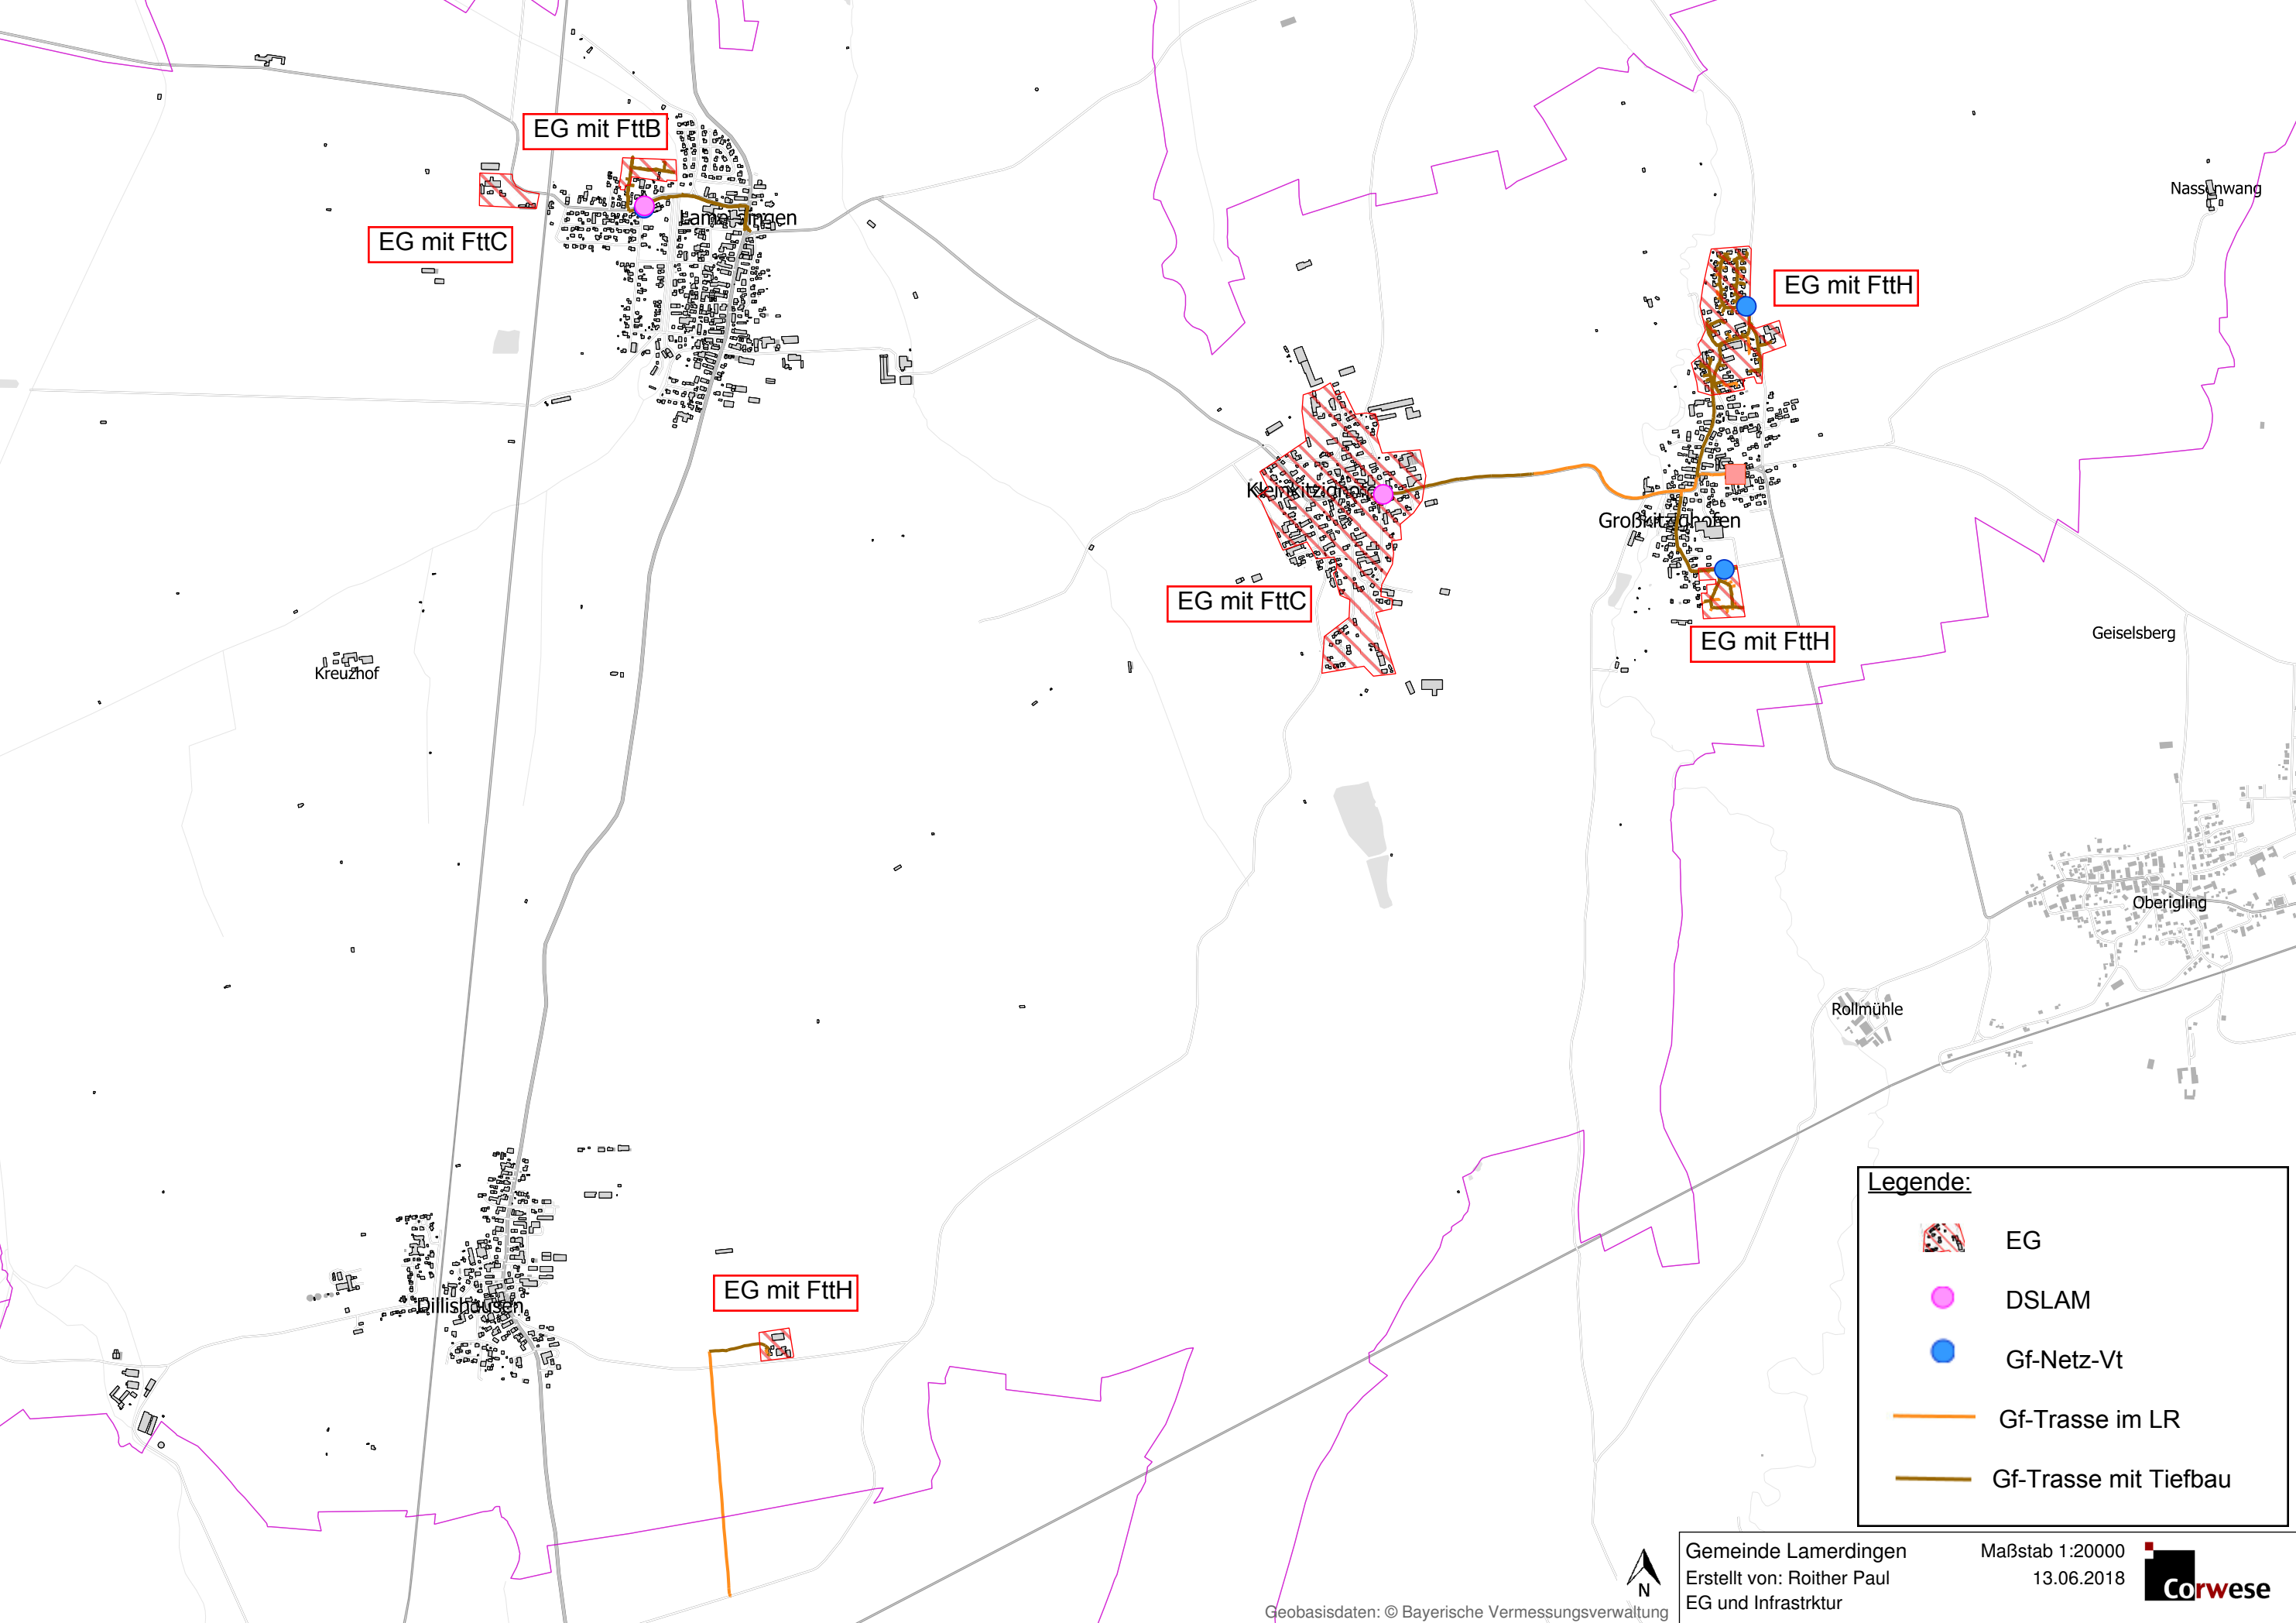 EG mit FttB
Nassenwang
Lamerdingen
EG mit FttC
EG mit FttH
Kleinkitzighofen
Großkitzighofen
EG mit FttC
EG mit FttH
Geiselsberg
Kreuzhof
Oberigling
Rollmühle
Legende:
EG
DSLAM
EG mit FttH
Dillishausen
Gf-Netz-Vt
Gf-Trasse im LR
Gf-Trasse mit Tiefbau
N
Gemeinde Lamerdingen
Maßstab 1:20000
Erstellt von: Roither Paul
13.06.2018
EG und Infrastrktur
Corwese
Geobasisdaten: © Bayerische Vermessungsverwaltung